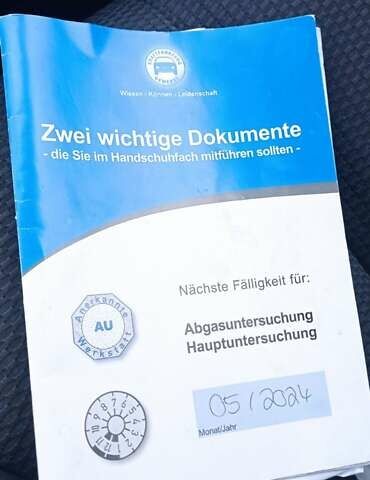 Wissen - Können - Leidenschaft
Zwei wichtige Dokumente
- die Sie im Handschuhfach mitführen sollten -
Nächste Fälligkeit für:
Anerkannte
AU
Werkstatt
Abgasuntersuchung
Hauptuntersuchung
05/2024
Monat/Jahr